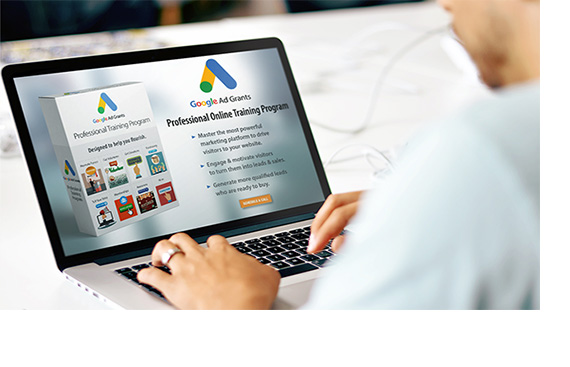 Google Ad Grants
Professional Training Program
Designed to help you flourish.
Google Ad Grants
Professional Online Training Program
Master the most powerful
marketing platform to drive
visitors to your website.
Engage & motivate visitors
to turn them into leads & sales.
Generate more qualified leads
who are ready to buy.